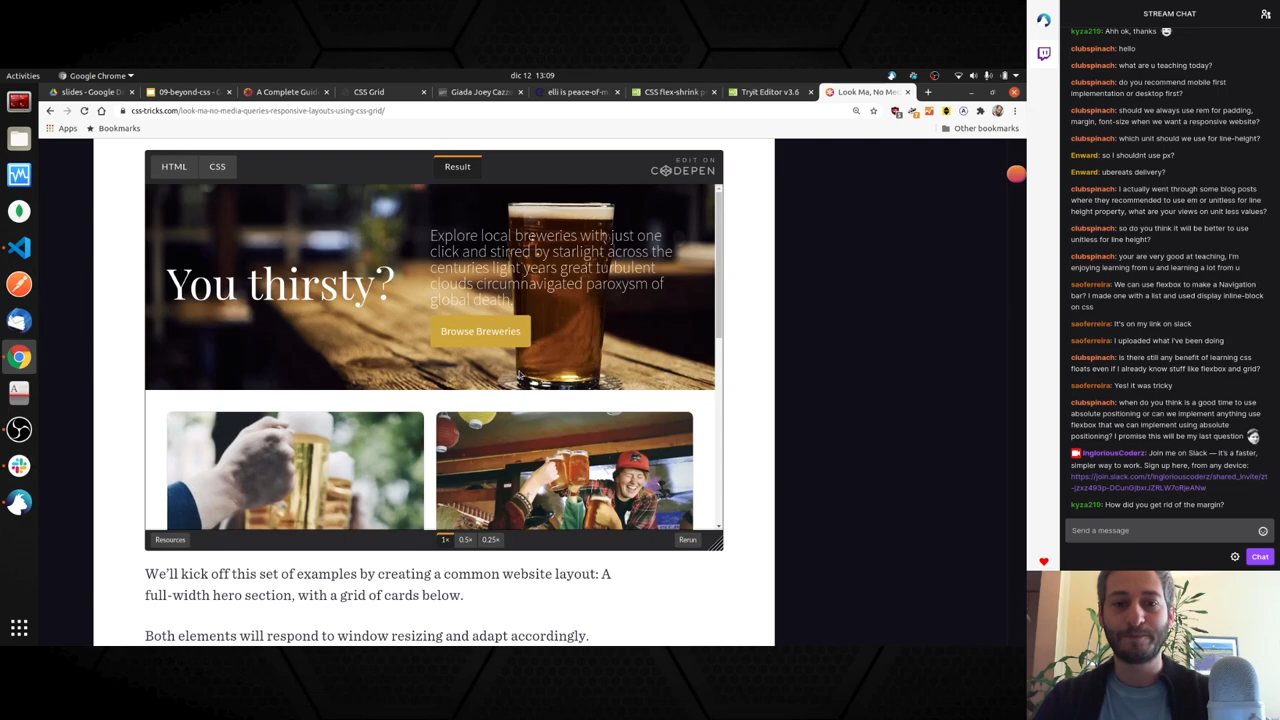 STREAM CHAT
kyza219: Ahh ok, thanks
clubspinach: hello
clubspinach: what are u teaching today?
clubspinach: do you recommend mobile first
implementation or desktop first?
clubspinach: should we always use rem for padding,
margin, font-size when we want a responsive website?
clubspinach: which unit should we use for line-height?
Enward: so I shouldnt use px?
Enward: ubereats delivery?
clubspinach: I actually went through some blog posts
where they recommended to use em or unitless for line
height property, what are your views on unit less values?
clubspinach: so do you think it will be better to use
unitless for line height?
clubspinach: your are very good at teaching, I'm
enjoying learning from u and learning a lot from u
saoferreira: We can use flexbox to make a Navigation
bar? I made one with a list and used display inline-block
on css
saoferreira: It's on my link on slack
saoferreira: I uploaded what i've been doing
clubspinach: is there still any benefit of learning css
floats even if I already know stuff like flexbox and grid?
saoferreira: Yes! it was tricky
clubspinach: when do you think is a good time to use
absolute positioning or can we implement anything use
flexbox that we can implement using absolute
positioning? I promise this will be my last question
IngloriousCoderz: Join me on Slack — it's a faster,
simpler way to work. Sign up here, from any device:
kyza219: How did you get rid of the margin?
Send a message
Chat
Activities
Google Chrome
dic 12 13:09
slides - Google D
09-beyond-css - G
A Complete Guide
CSS Grid
Giada Joey Cazzo
elli is peace-of-m
CSS flex-shrink p
Tryit Editor v3.6
Look Ma, No Me
css-tricks.com/look-ma-no-media-queries-responsive-layouts-using-css-grid/
Apps
Bookmarks
Other bookmarks
HTML
CSS
Result
EDIT ON
CODEPEN
You thirsty?
Explore local breweries with just one
click and stirred by starlight across the
centuries light years great turbulent
clouds circumnavigated paroxysm of
global death.
Browse Breweries
Resources
1×
0.5×
0.25×
Rerun
We'll kick off this set of examples by creating a common website layout: A
full-width hero section, with a grid of cards below.
Both elements will respond to window resizing and adapt accordingly.